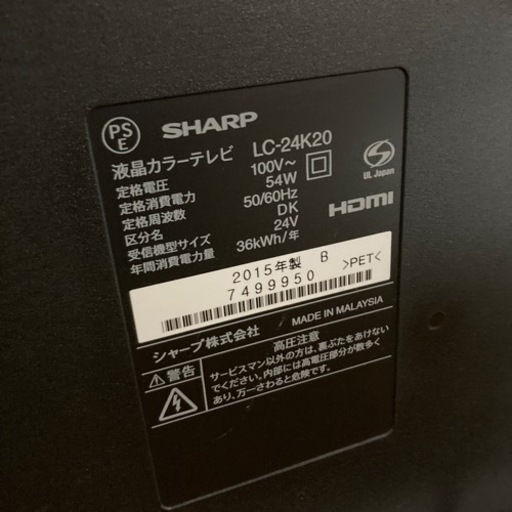 PS
E
SHARP
液晶カラーテレビ LC-24K20
定格電圧 100V~
定格消費電力 54W
定格周波数 50/60Hz
区分名 DK
受信機型サイズ 24V
年間消費電力量 36kWh/年
S
UL Japan
HDMI
2015年製 B
7499950 >PET<
シャープ株式会社 MADE IN MALAYSIA
警告 高圧注意
サービスマン以外の方は、裏ぶたをあけない
でください。内部には高電圧部分が数多く
あり、万一さわると危険です。